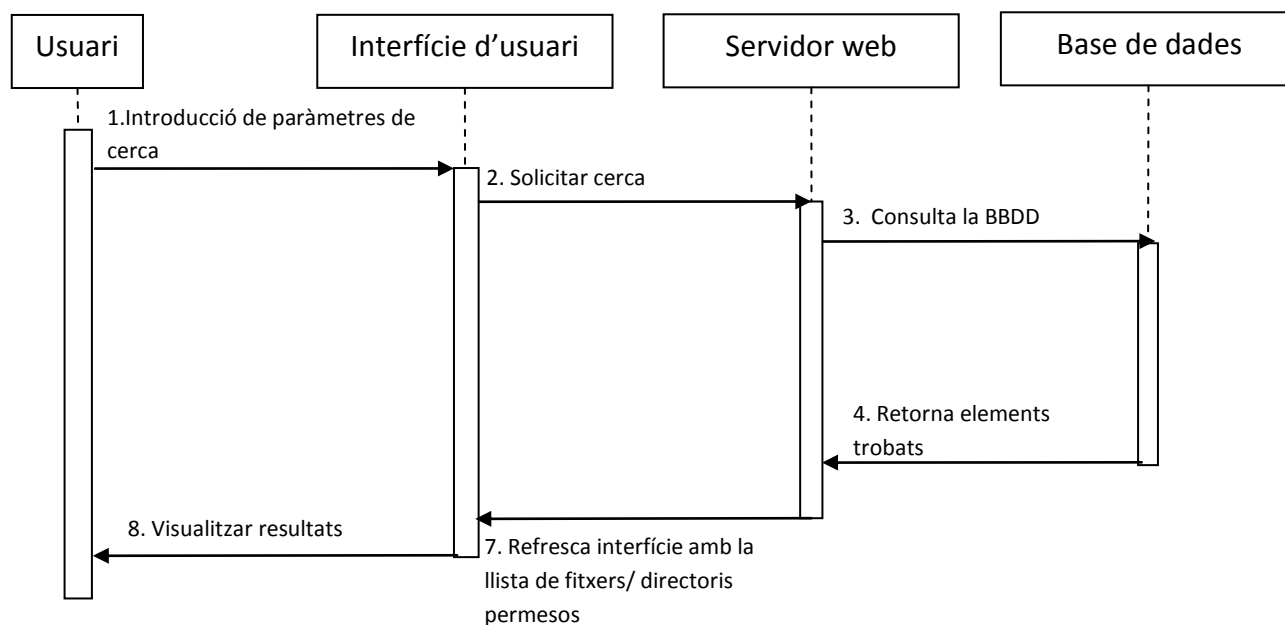 Usuari
Interfície d’usuari
Servidor web
Base de dades
1.Introducció de paràmetres de
cerca
2. Solicitar cerca
3. Consulta la BBDD
4. Retorna elements
trobats
8. Visualitzar resultats
7. Refresca interfície amb la
llista de fitxers/ directoris
permesos